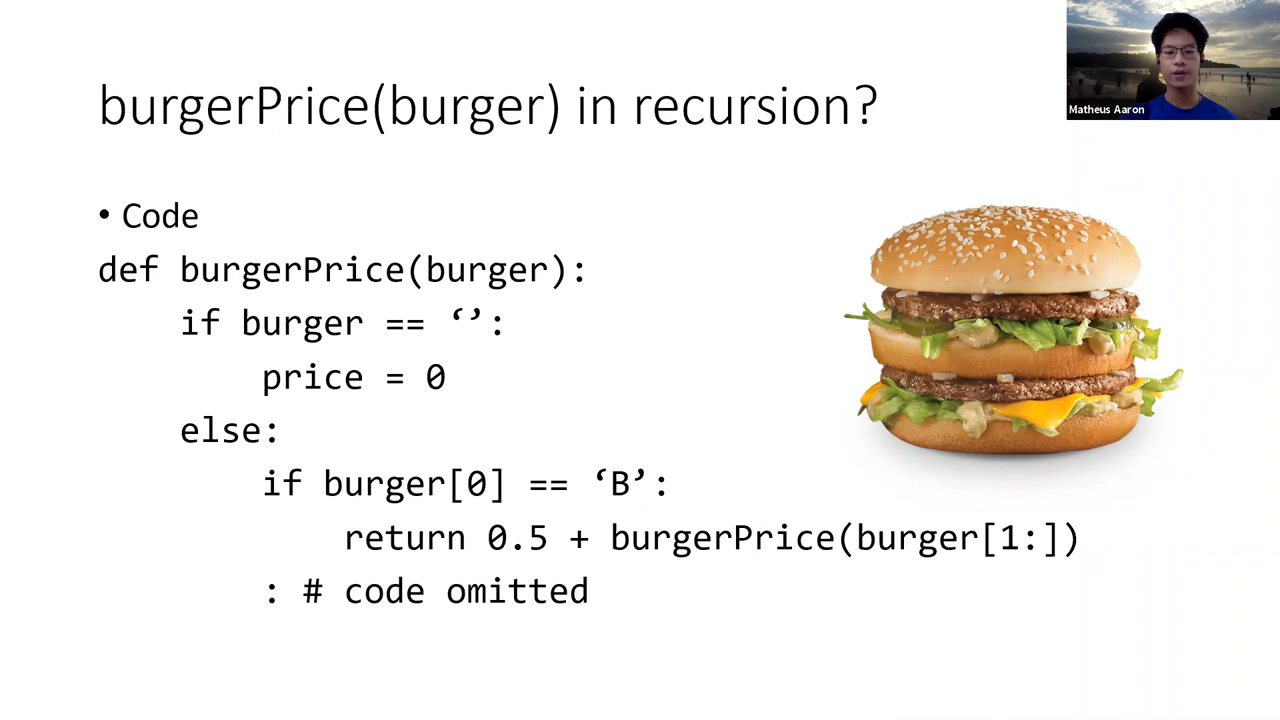 burgerPrice(burger) in recursion?
Matheus Aaron
• Code
def burgerPrice(burger):
if burger == ‘’:
price = 0
else:
if burger[0] == ‘B’:
return 0.5 + burgerPrice(burger[1:])
: # code omitted